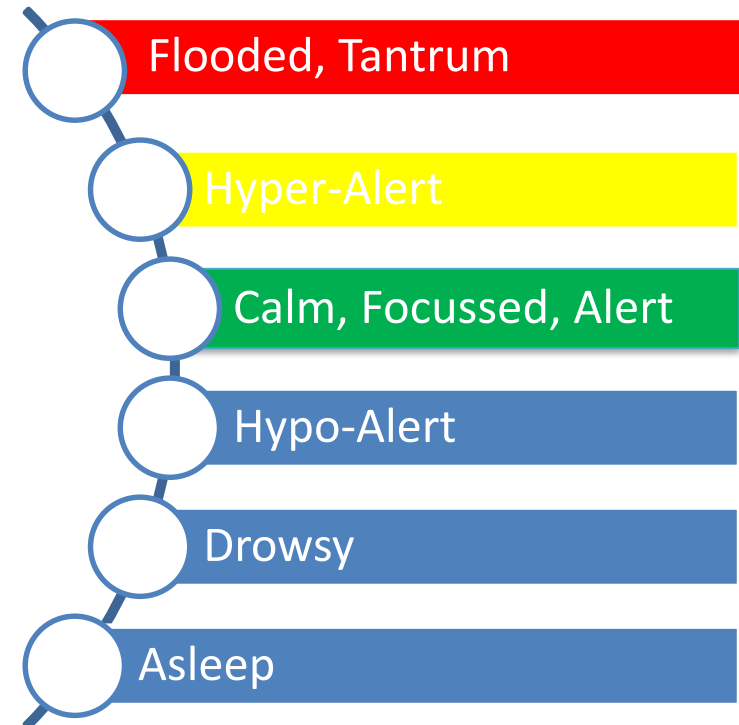 Flooded, Tantrum
Hyper-Alert
Calm, Focussed, Alert
Hypo-Alert
Drowsy
Asleep